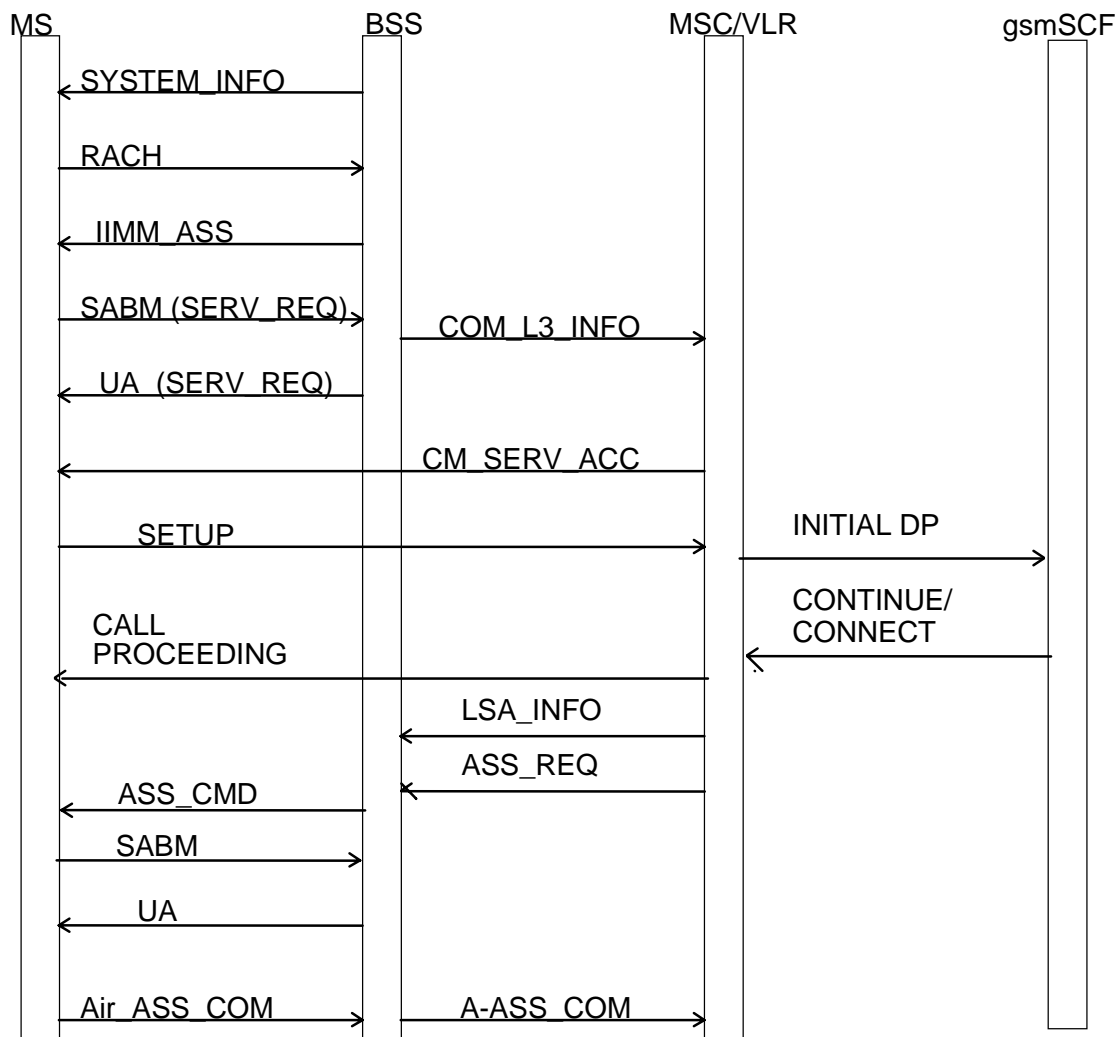 MS BSS MSC/VLR gsmSCF
SYSTEM_INFO
RACH
IIMM_ASS
SABM (SERV_REQ)
COM_L3_INFO
UA (SERV_REQ)
CM_SERV_ACC
SETUP
INITIAL DP
CONTINUE/
CONNECT
CALL
PROCEEDING
LSA_INFO
ASS_REQ
ASS_CMD
SABM
UA
Air_ASS_COM A-ASS_COM